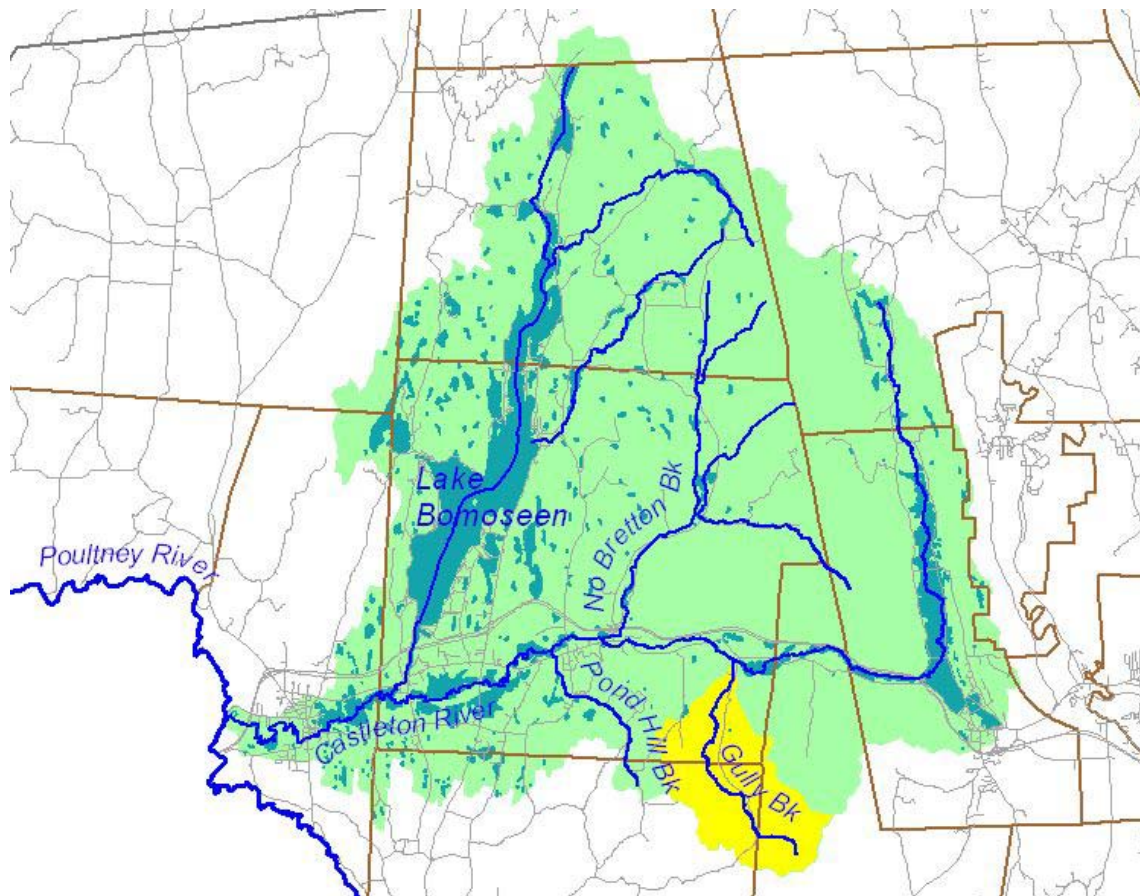 Lake
Bomoseen
No Bretton Bk
Poultney River
Pond Hill Bk
Castleton River
Gully Bk